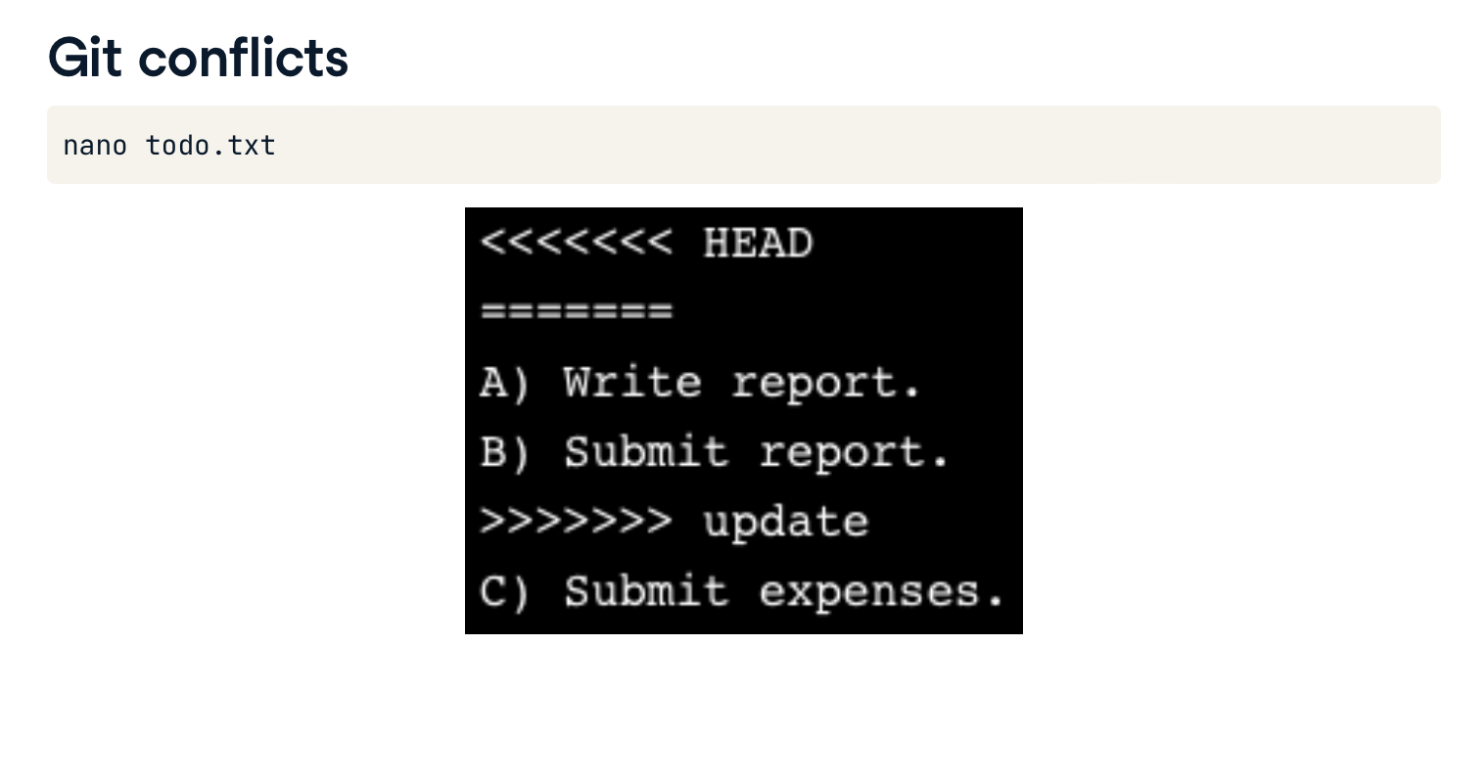 Git conflicts
nano todo.txt
<<<<<<< HEAD
=======
A) Write report.
B) Submit report.
>>>>>>> update
C) Submit expenses.